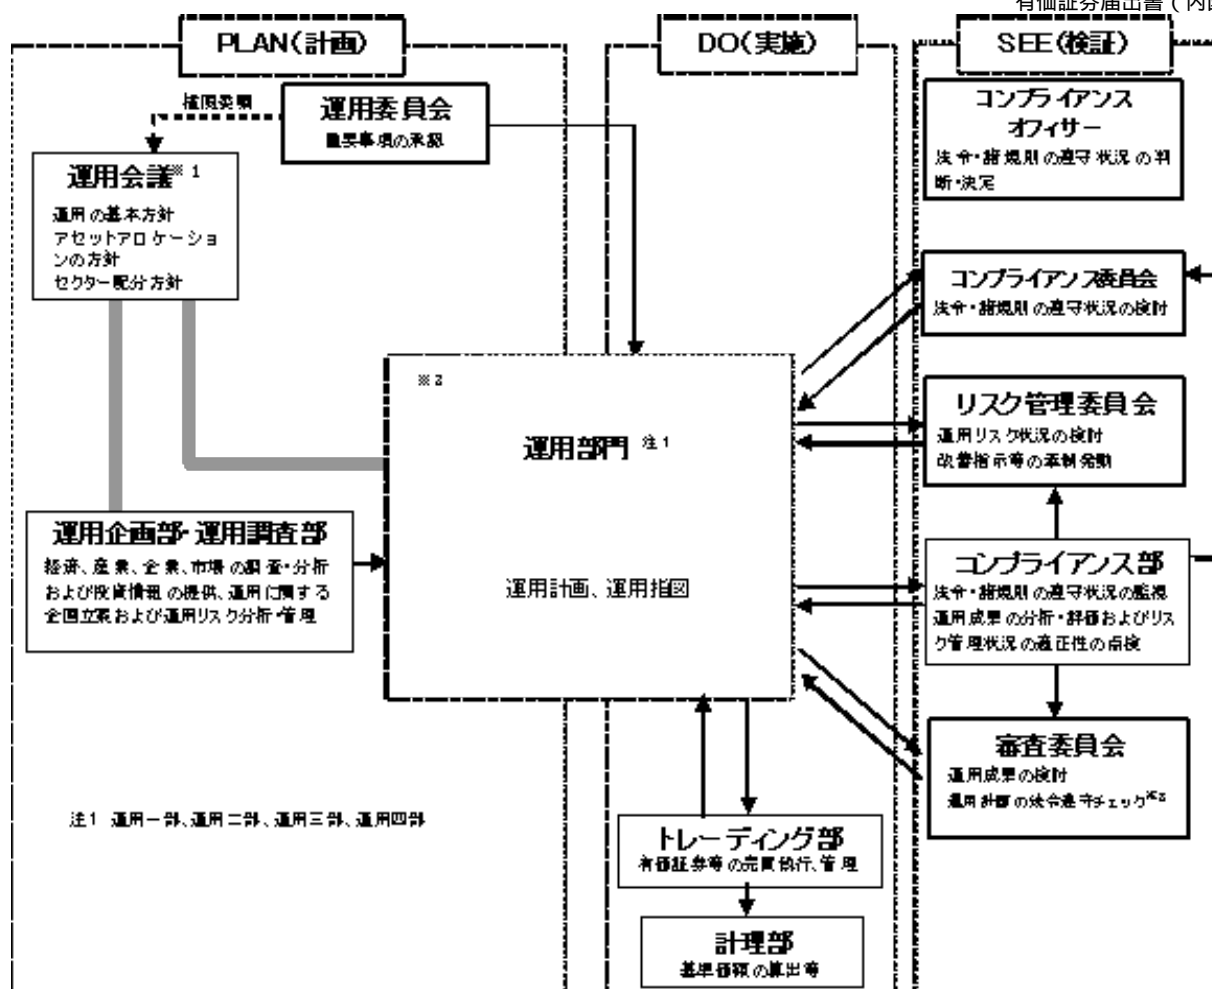 有価証券届出書(内国
PLAN(計画)
DO(実施)
SEE(検証)
権限委嘱
運用委員会
重要事項の承認
運用会議※1
運用の基本方針
アセットアロケーショ
ンの方針
セクター配分方針
コンプライアンス
オフィサー
法令・諸規則の遵守状況の判
断・決定
コンプライアンス委員会
法令・諸規則の遵守状況の検討
※2
運用部門 注1
運用計画、運用指図
リスク管理委員会
運用リスク状況の検討
改善指示等の牽制発動
運用企画部・運用調査部
経済、産業、企業、市場の調査・分析
および投資情報の提供、運用に関する
企画立案および運用リスク分析・管理
コンプライアンス部
法令・諸規則の遵守状況の監視
運用成果の分析・評価およびリス
ク管理状況の適正性の点検
審査委員会
運用成果の検討
運用計画の法令遵守チェック
注1 運用一部、運用二部、運用三部、運用四部
トレーディング部
有価証券等の売買執行、管理
計理部
基準価額の算出等